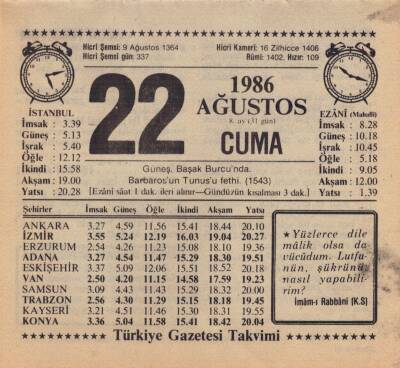 Hicrî Şemsî: 9 Ağustos 1364
Hicrî Şemsî gün: 337
Hicrî Kamerî: 16 Zilhicce 1406
Rûmî: 1402, Hızır: 109
1986
AĞUSTOS
8. ay (31 gün)
22
CUMA
İSTANBUL
İmsak : 3.39
Güneş : 5.13
İşrak : 5.40
Öğle : 12.12
İkindi : 15.58
Akşam : 19.00
Yatsı : 20.28
EZÂNÎ (Mahallî)
İmsak : 8.28
Güneş : 10.18
İşrak : 10.45
Öğle : 5.18
İkindi : 9.05
Akşam : 12.00
Yatsı : 1.39
Güneş, Başak Burcu'nda.
Barbaros'un Tunus'u fethi. (1543)
[Ezânî sâat 1 dak. ileri alınır—Gündüzün kısalması 3 dak.]
Şehirler İmsak Güneş Öğle İkindi Akşam Yatsı
ANKARA 3.27 4.59 11.56 15.41 18.44 20.10
İZMİR 3.55 5.24 12.19 16.03 19.04 20.27
ERZURUM 2.54 4.26 11.23 15.08 18.10 19.36
ADANA 3.27 4.54 11.47 15.29 18.30 19.51
ESKİŞEHİR 3.37 5.09 12.06 15.51 18.52 20.18
VAN 2.50 4.20 11.15 14.58 17.59 19.23
SAMSUN 3.09 4.43 11.43 15.29 18.32 20.00
TRABZON 2.56 4.30 11.29 15.15 18.18 19.45
KAYSERİ 3.21 4.51 11.46 15.30 18.31 19.55
KONYA 3.36 5.04 11.58 15.41 18.42 20.04
★Yüzlerce dile
mâlik olsa da
vücûdum. Lutfu-
nun, şükrünü
nasıl yapabili-
rim?
İmâm-ı Rabbânî (K.S)
Türkiye Gazetesi Takvimi